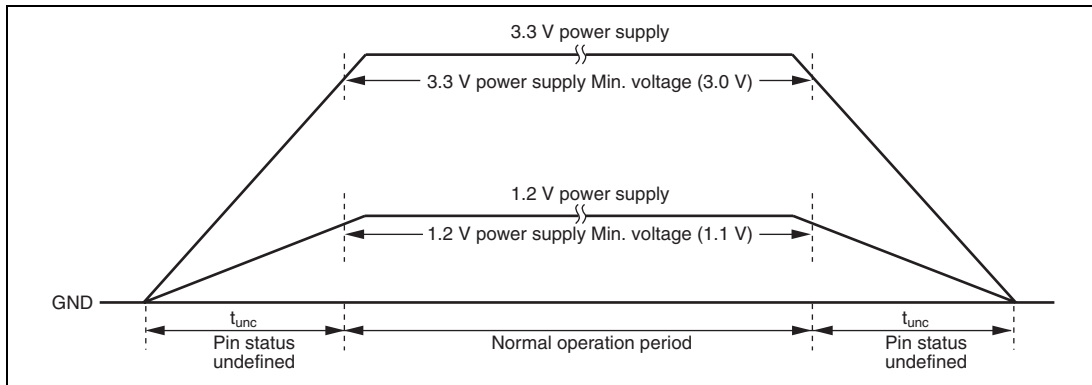 3.3 V power supply
3.3 V power supply Min. voltage (3.0 V)
1.2 V power supply
1.2 V power supply Min. voltage (1.1 V)
GND
tunc
Pin status
undefined
Normal operation period
tunc
Pin status
undefined